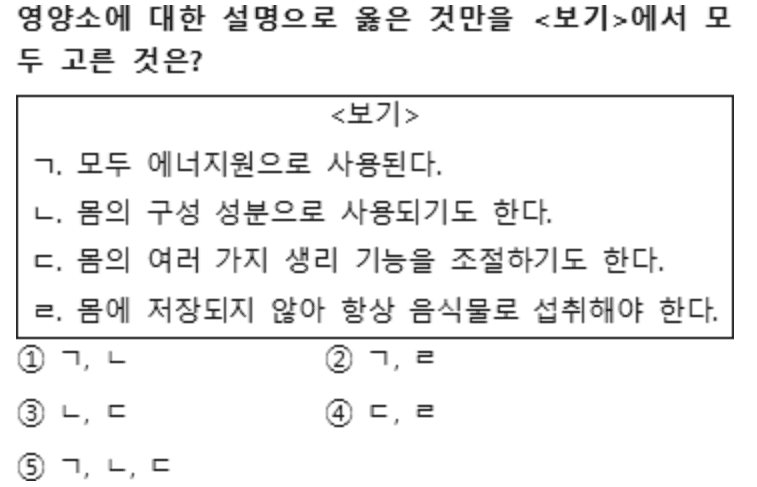 영양소에 대한 설명으로 옳은 것만을 <보기>에서 모
두 고른 것은?
<보기>
ㄱ. 모두 에너지원으로 사용된다.
ㄴ. 몸의 구성 성분으로 사용되기도 한다.
ㄷ. 몸의 여러 가지 생리 기능을 조절하기도 한다.
ㄹ. 몸에 저장되지 않아 항상 음식물로 섭취해야 한다.
① ㄱ, ㄴ ② ㄱ, ㄹ
③ ㄴ, ㄷ ④ ㄷ, ㄹ
⑤ ㄱ, ㄴ, ㄷ